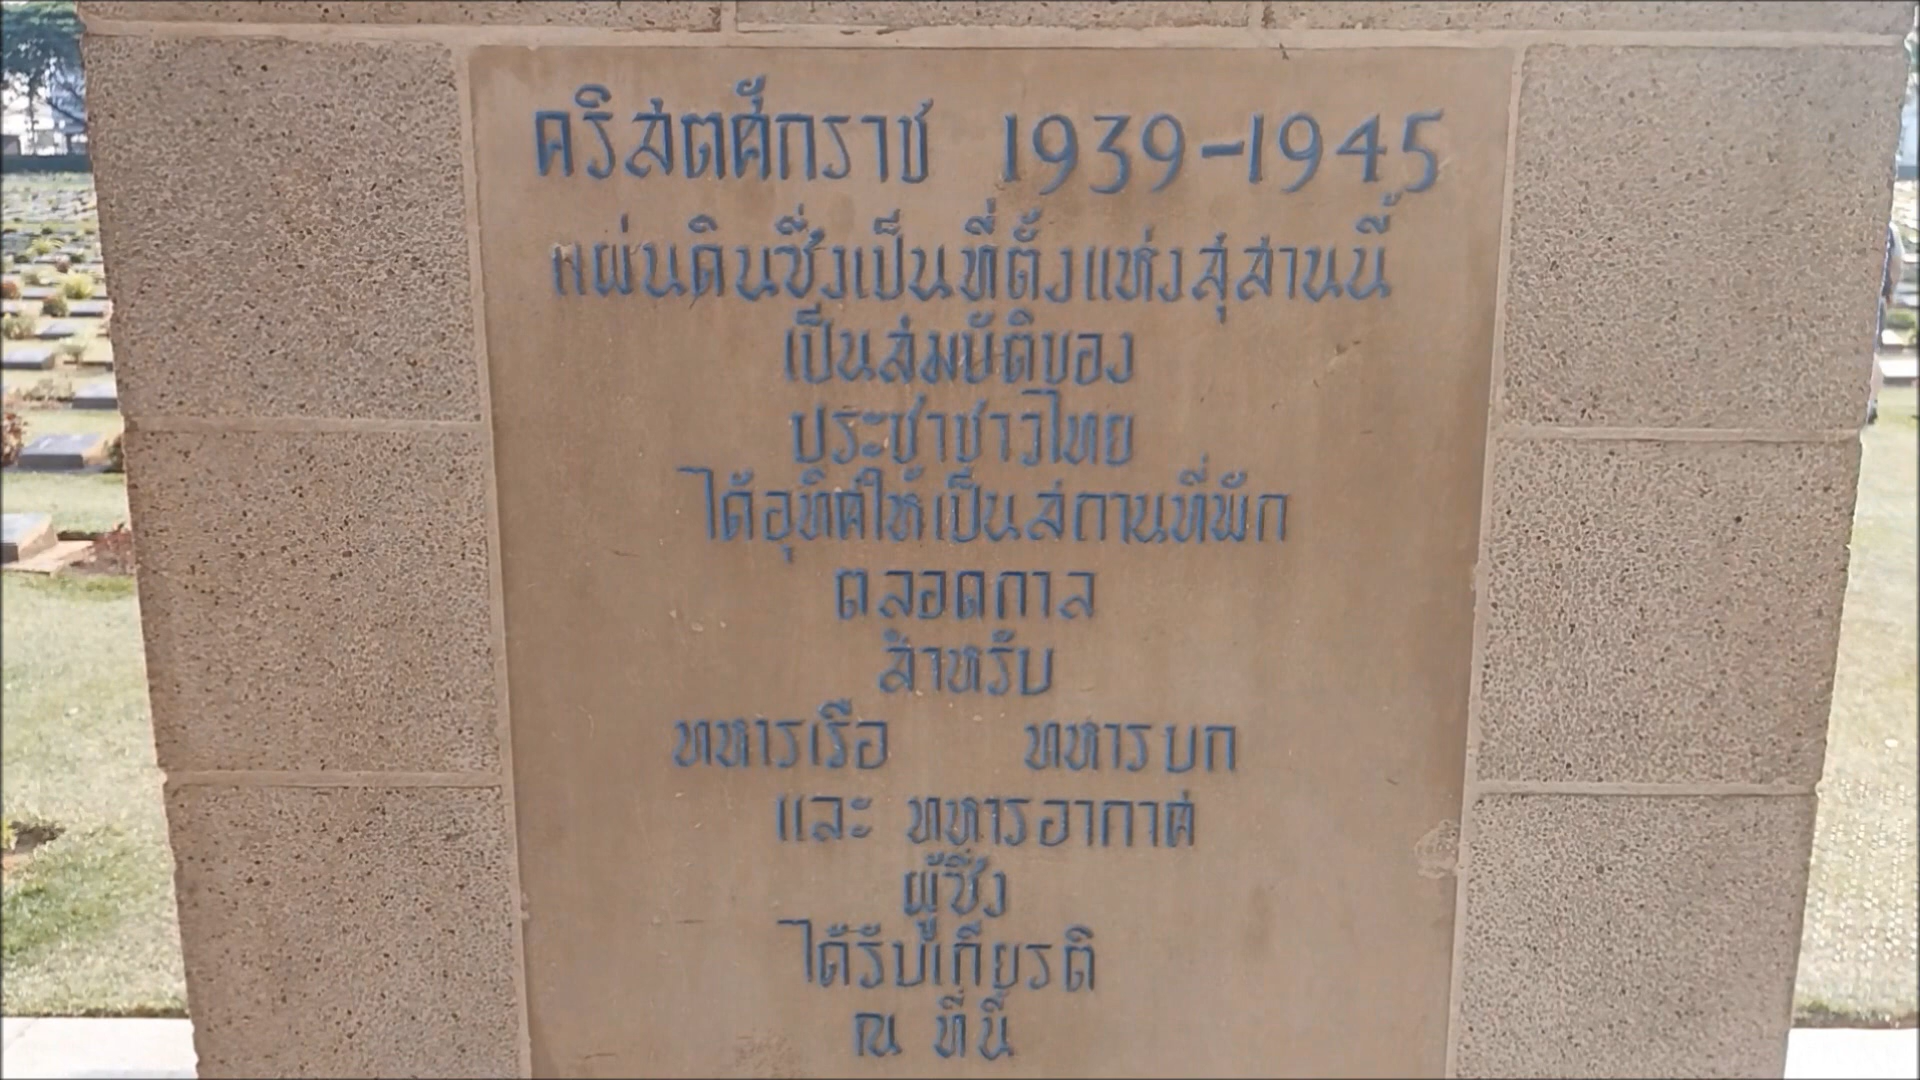 คริสตศักราช 1939-1945
แผ่นดินซึ่งเป็นที่ตั้งแห่งสุสานนี้
เป็นสมบัติของ
ประชาชาวไทย
ได้อุทิศให้เป็นสถานที่พัก
ตลอดกาล
สำหรับ
ทหารเรือ ทหารบก
และ ทหารอากาศ
ผู้ซึ่ง
ได้รับเกียรติ
ณ ที่นี้